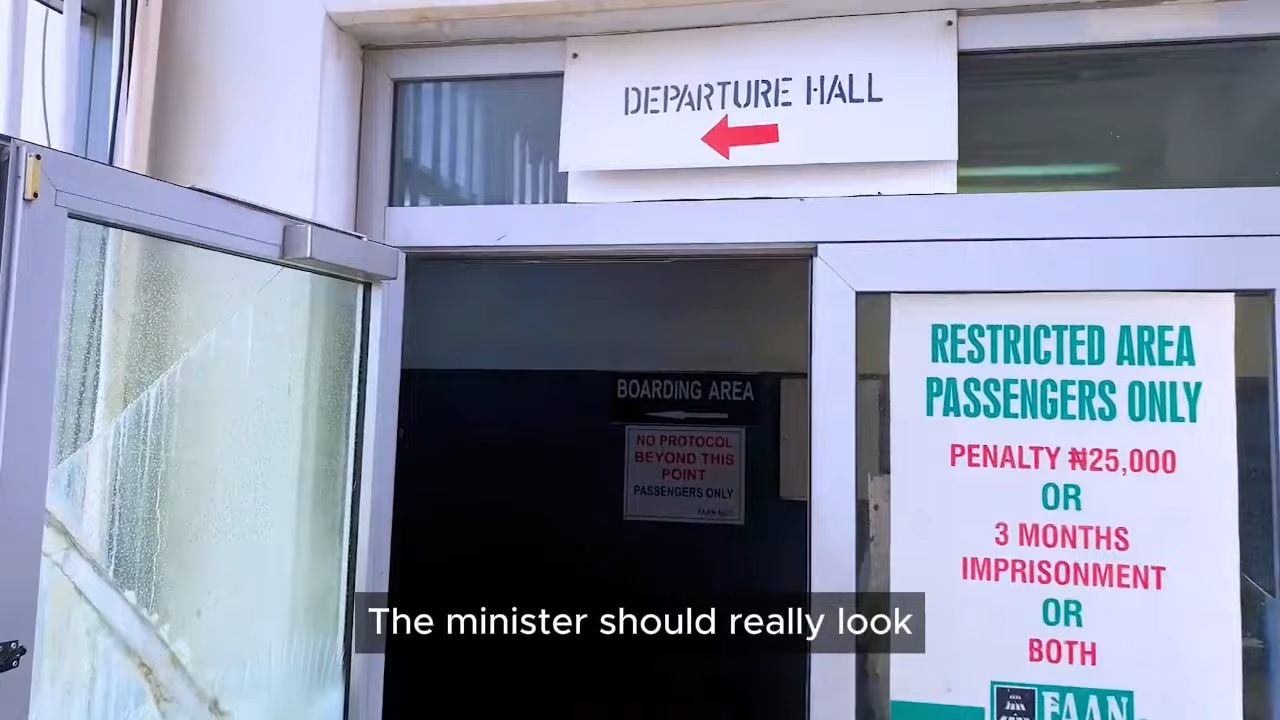 DEPARTURE HALL
BOARDING AREA
NO PROTOCOL
BEYOND THIS
POINT
PASSENGERS ONLY
RESTRICTED AREA
PASSENGERS ONLY
PENALTY ₦25,000
OR
3 MONTHS
IMPRISONMENT
OR
BOTH
FAAN
The minister should really look